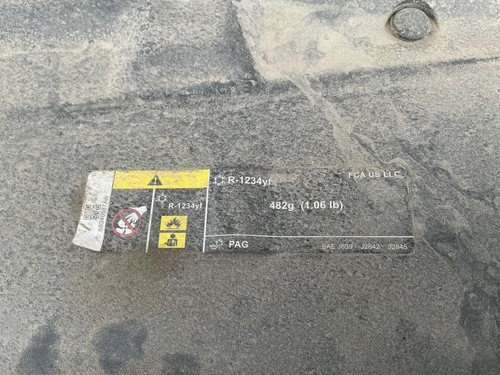 R-1234yf
FCA US LLC
R-1234yf
482g (1.06 lb)
PAG
SAE J639 J2842 J2845